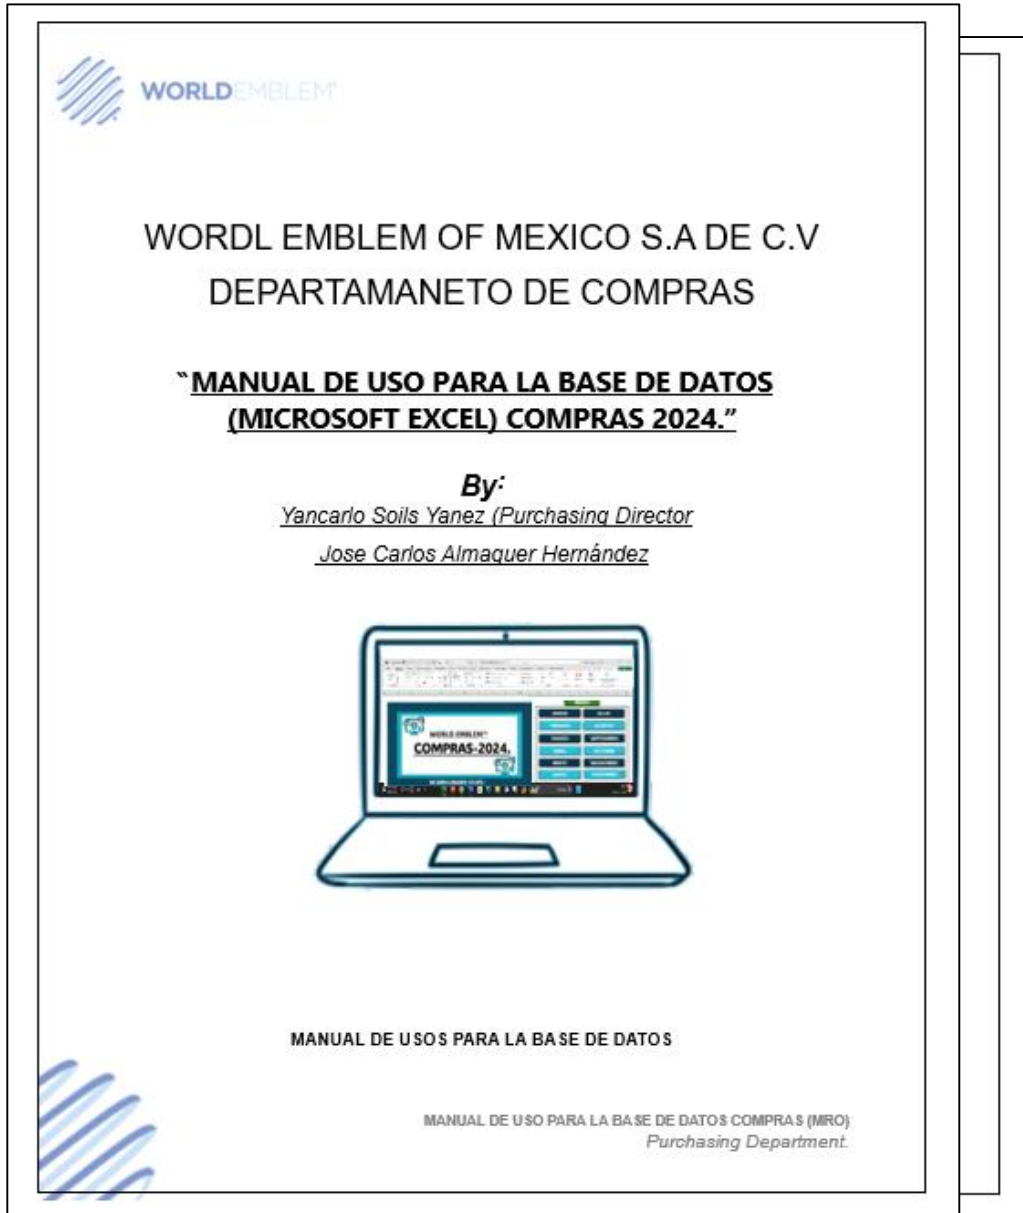 WORLDEMBLEM
WORDL EMBLEM OF MEXICO S.A DE C.V
DEPARTAMANETO DE COMPRAS
“MANUAL DE USO PARA LA BASE DE DATOS
(MICROSOFT EXCEL) COMPRAS 2024.”
By:
Yancarlo Soils Yanez (Purchasing Director
Jose Carlos Almaguer Hernández
WORLD EMBLEM
COMPRAS-2024.
MANUAL DE USOS PARA LA BASE DE DATOS
MANUAL DE USO PARA LA BASE DE DATOS COMPRAS (MRO)
Purchasing Department.